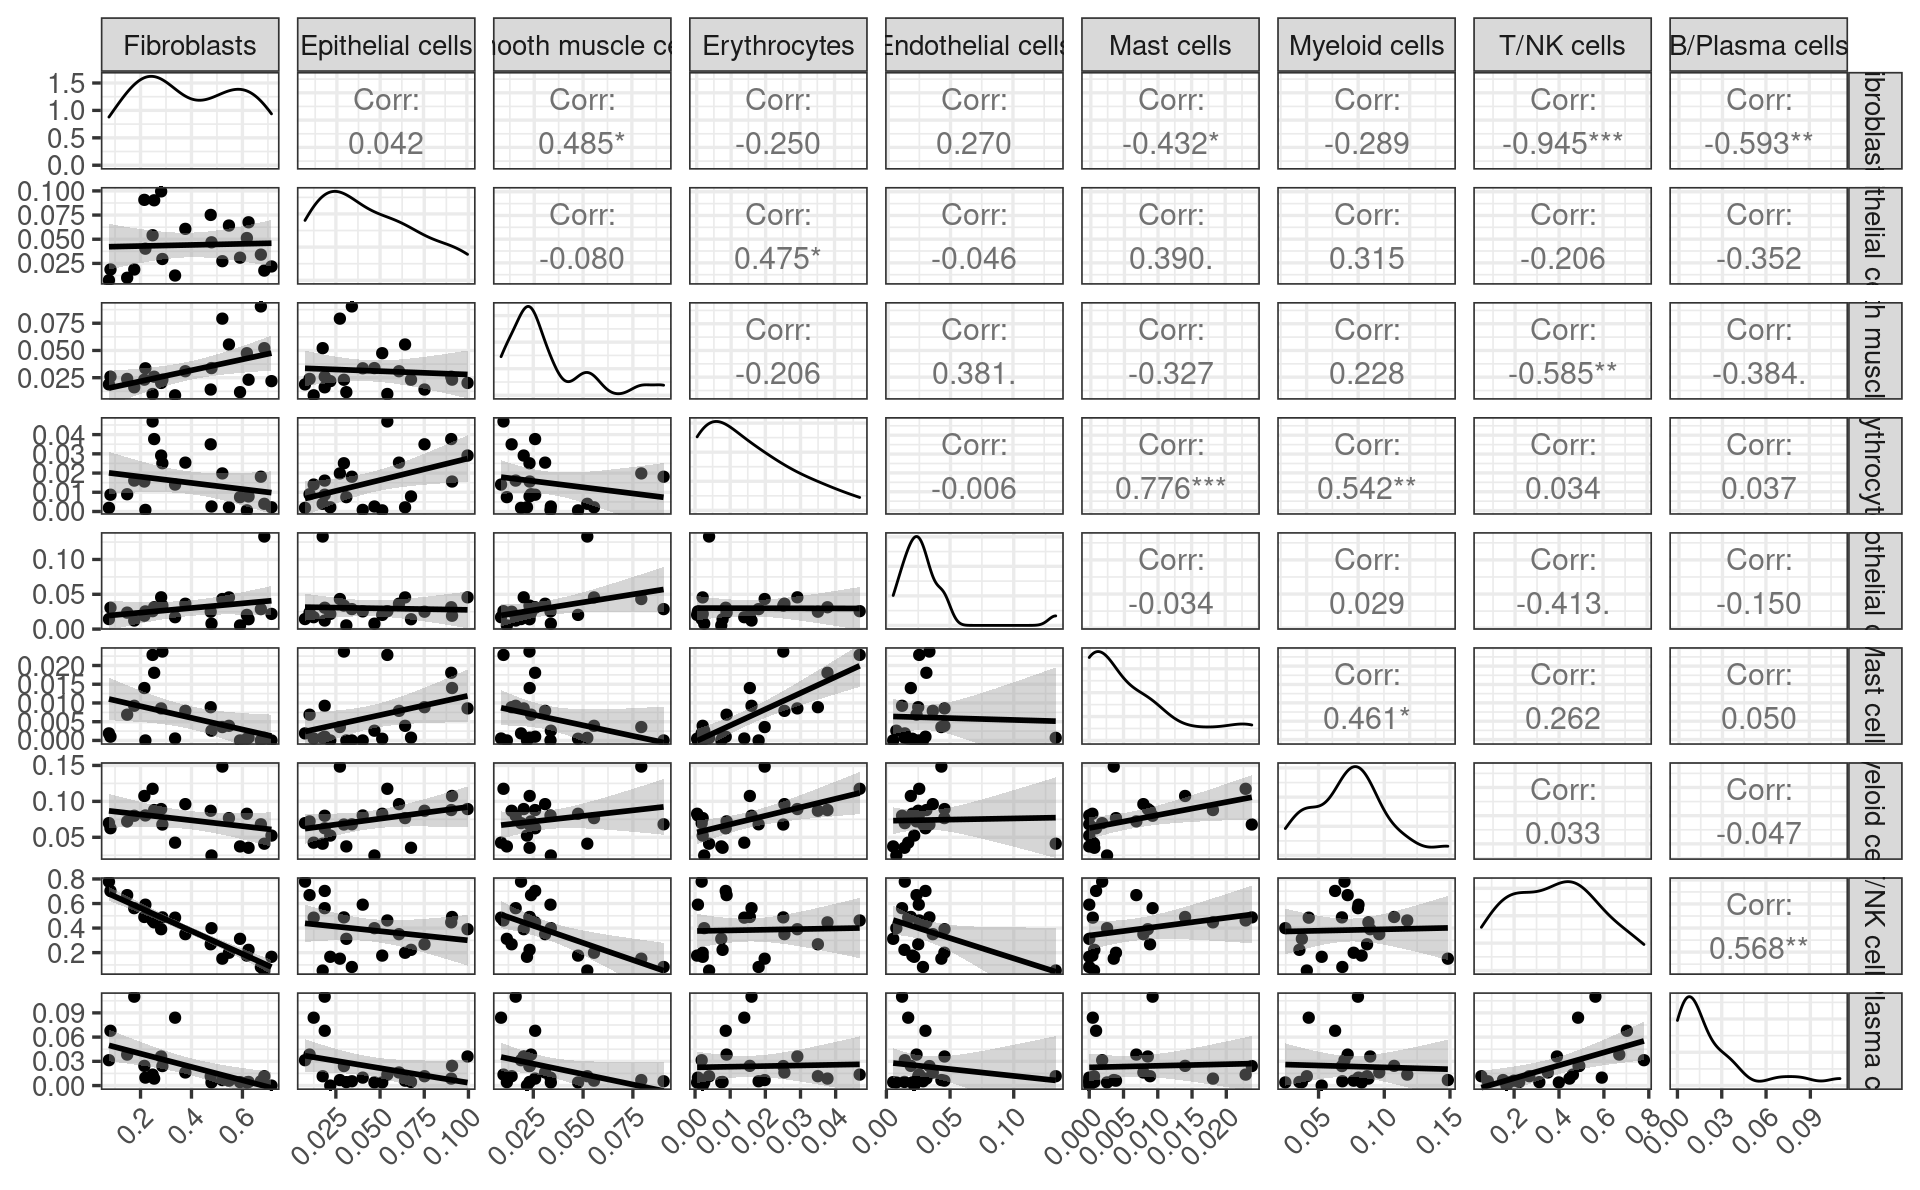 Fibroblasts Epithelial cells nooth muscle ce Erythrocytes Endothelial cells Mast cells Myeloid cells T/NK cells B/Plasma cells
1.5
1.0
0.5
0.0
Corr: Corr: Corr: Corr: Corr: Corr: Corr: Corr:
0.042 0.485* -0.250 0.270 -0.432* -0.289 -0.945*** -0.593**
ibroblast
0.100
0.075
0.050
0.025
Corr: Corr: Corr: Corr: Corr: Corr: Corr:
-0.080 0.475* -0.046 0.390. 0.315 -0.206 -0.352
thelial ce
0.075
0.050
0.025
Corr: Corr: Corr: Corr: Corr: Corr:
-0.206 0.381. -0.327 0.228 -0.585** -0.384.
h muscl
0.04
0.03
0.02
0.01
0.00
Corr: Corr: Corr: Corr: Corr:
-0.006 0.776*** 0.542** 0.034 0.037
ythrocyt
0.10
0.05
0.00
Corr: Corr: Corr: Corr:
-0.034 0.029 -0.413. -0.150
othelial c
0.020
0.015
0.010
0.005
0.000
Corr: Corr: Corr:
0.461* 0.262 0.050
Mast cell
0.15
0.10
0.05
Corr: Corr:
0.033 -0.047
yeloid ce
0.8
0.6
0.4
0.2
Corr:
0.568**
/NK cell
0.09
0.06
0.03
0.00
lasma c
0.2 0.4 0.6 0.025 0.050 0.075 0.100 0.025 0.050 0.075 0.00 0.01 0.02 0.03 0.04 0.00 0.05 0.10 0.000 0.005 0.010 0.015 0.020 0.05 0.10 0.15 0.2 0.4 0.6 0.8 0.00 0.03 0.06 0.09